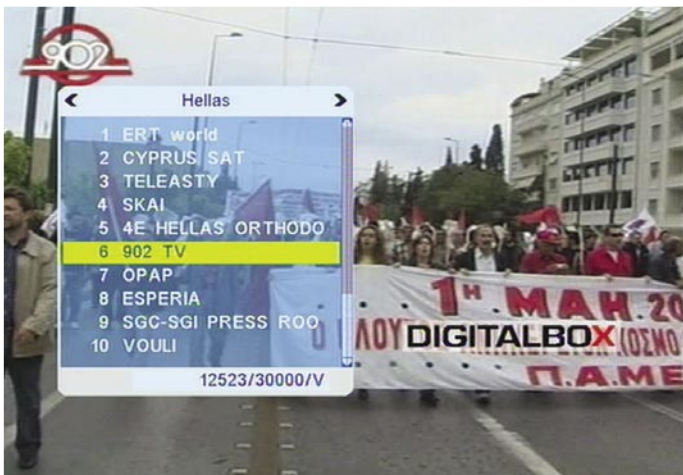 902
Hellas
1 ERT world
2 CYPRUS SAT
3 TELEASTY
4 SKAI
5 4E HELLAS ORTHODO
6 902 TV
7 OPAP
8 ESPERIA
9 SGC-SGI PRESS ROO
10 VOULI
12523/30000/V
1Η ΜΑΗ 20
DIGITALBOX
Π.Α.ΜΕ